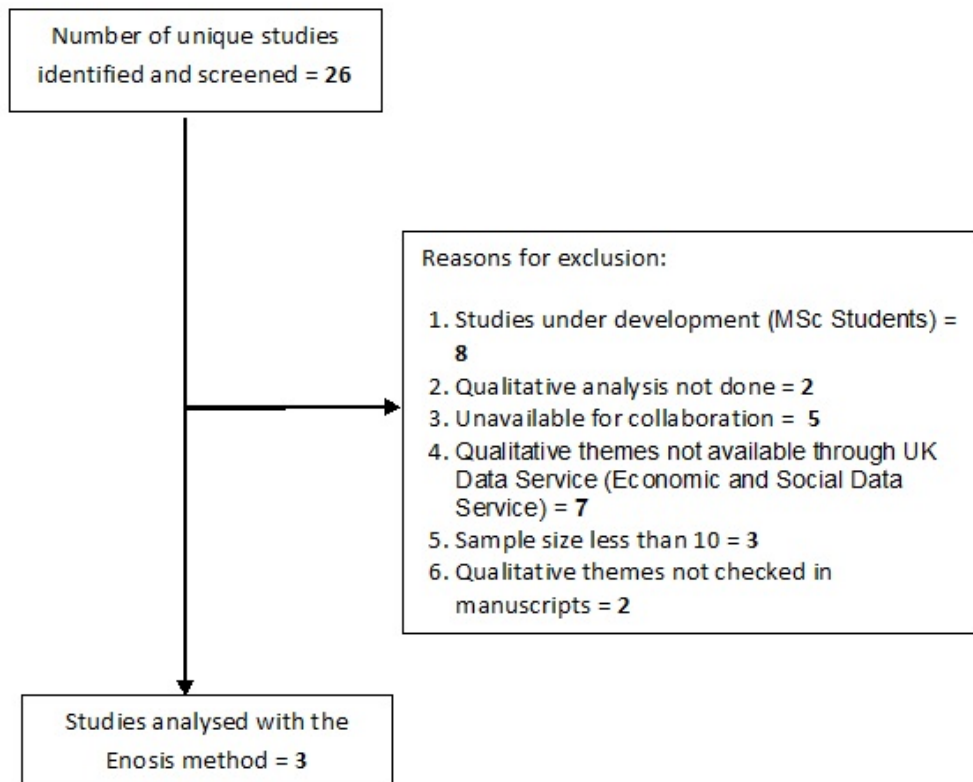 Number of unique studies
identified and screened = 26
Reasons for exclusion:
1. Studies under development (MSc Students) =
8
2. Qualitative analysis not done = 2
3. Unavailable for collaboration = 5
4. Qualitative themes not available through UK
Data Service (Economic and Social Data
Service) = 7
5. Sample size less than 10 = 3
6. Qualitative themes not checked in
manuscripts = 2
Studies analysed with the
Enosis method = 3